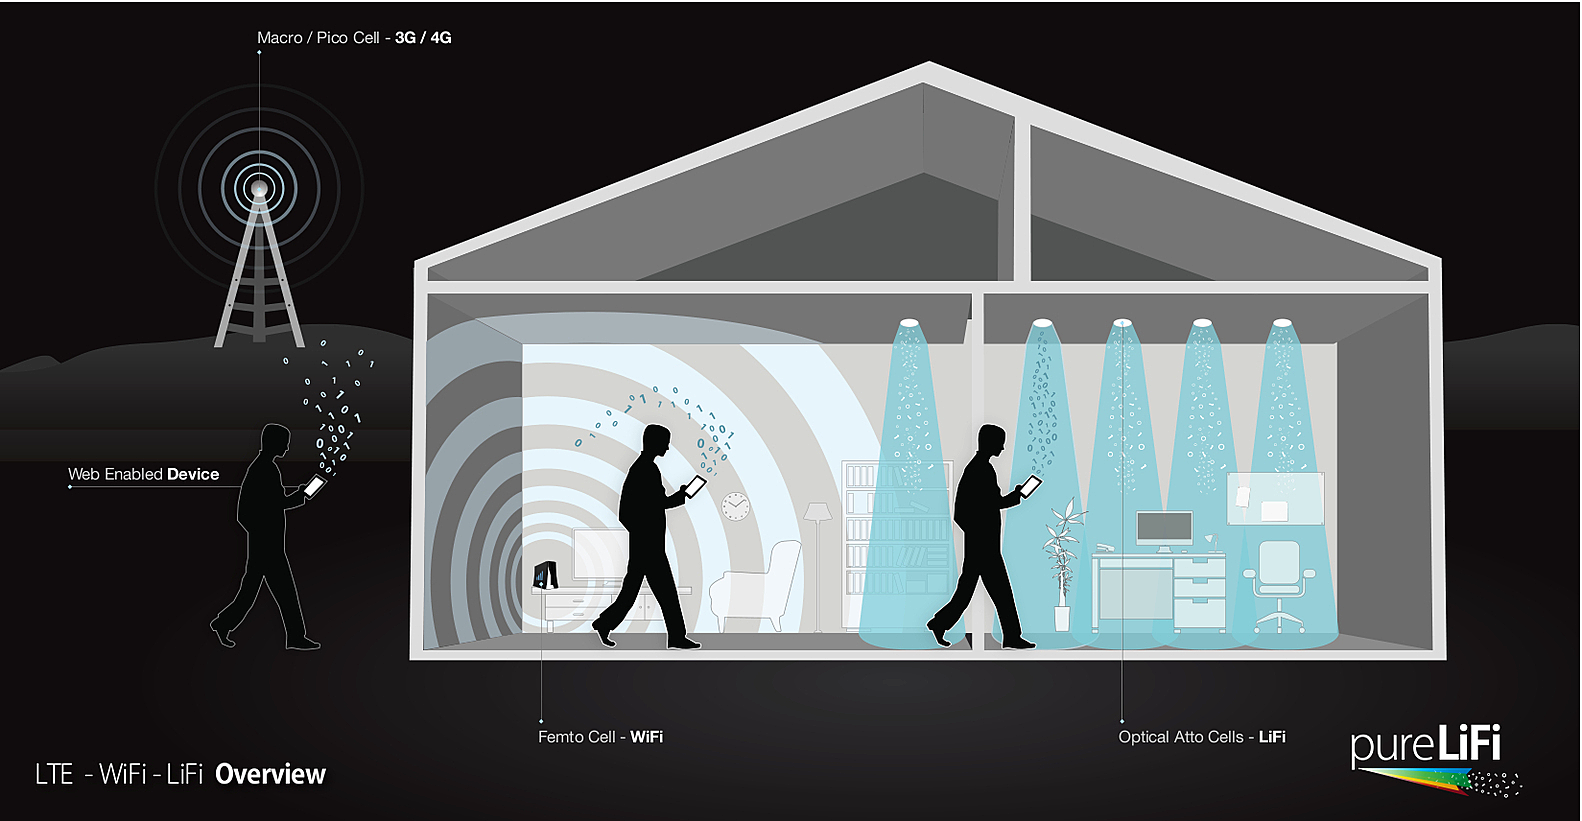 Macro / Pico Cell - 3G / 4G
Web Enabled Device
Femto Cell - WiFi
Optical Atto Cells - LiFi
LTE - WiFi - LiFi Overview
pureLiFi